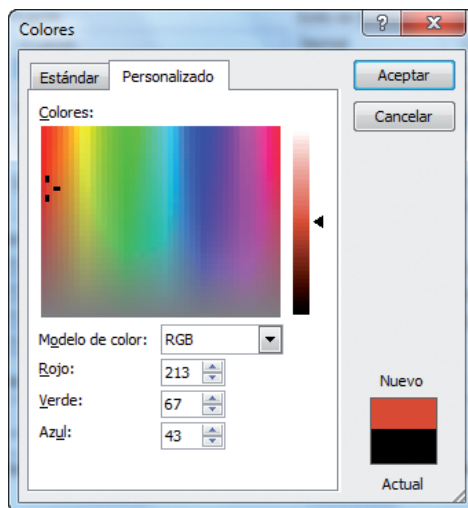 Colores
?
Estándar Personalizado
Aceptar
Colores:
Cancelar
Modelo de color: RGB
Rojo: 213
Verde: 67
Azul: 43
Nuevo
Actual